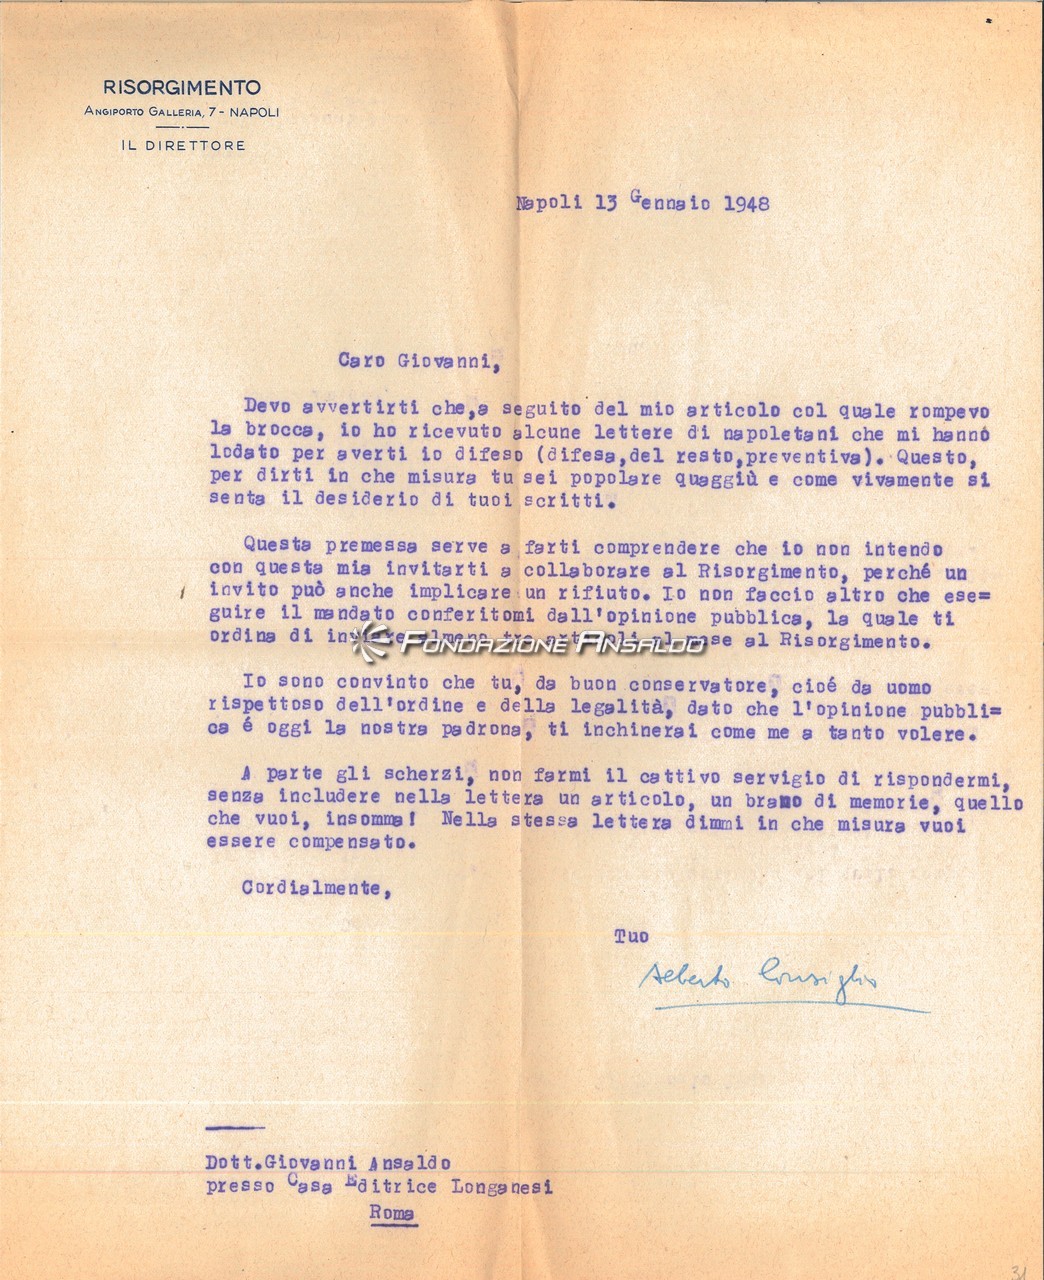 RISORGIMENTO
ANGIPORTO GALLERIA, 7 - NAPOLI
IL DIRETTORE
Napoli 13 Gennaio 1948
Caro Giovanni,
Devo avvertirti che,a seguito del mio articolo col quale rompevo
la brocca, io ho ricevuto alcune lettere di napoletani che mi hanno
lodato per averti io difeso (difesa,del resto,preventiva). Questo,
per dirti in che misura tu sei popolare quaggiù e come vivamente si
senta il desiderio di tuoi scritti.
Questa premessa serve a farti comprendere che io non intendo
con questa mia invitarti a collaborare al Risorgimento, perché un
invito può anche implicare un rifiuto. Io non faccio altro che ese=
guire il mandato conferitomi dall'opinione pubblica, la quale ti
ordina di almeno tre articoli al mese al Risorgimento.
FONDAZIONE ANSALDO
Io sono convinto che tu, da buon conservatore, cioé da uomo
rispettoso dell'ordine e della legalità, dato che l'opinione pubbli=
ca é oggi la nostra padrona, ti inchinerai come me a tanto volere.
A parte gli scherzi, non farmi il cattivo servigio di rispondermi,
senza includere nella lettera un articolo, un brano di memorie, quello
che vuoi, insomma! Nella stessa lettera dimmi in che misura vuoi
essere compensato.
Cordialmente,
Tuo
Alberto Consiglio
Dott.Giovanni Ansaldo
presso Casa Editrice Longanesi
Roma
31